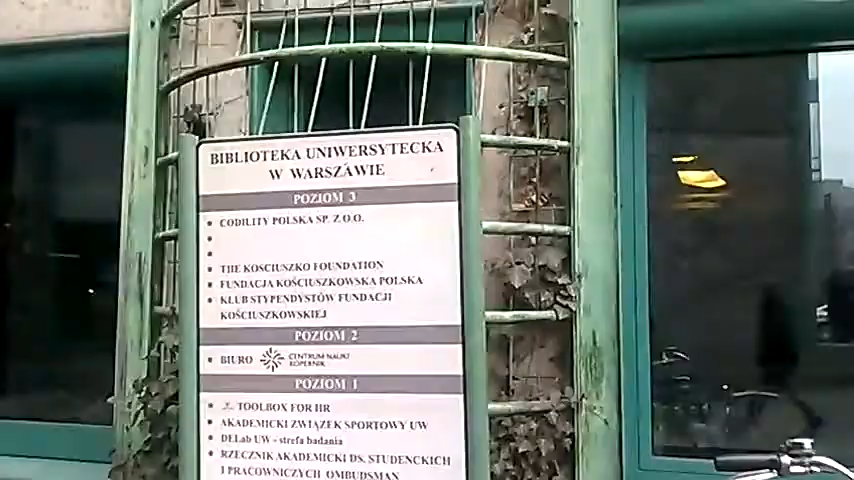 BIBLIOTEKA UNIWERSYTECKA
W WARSZAWIE
POZIOM 3
• CODILITY POLSKA SP. Z O.O.
•
•
• THE KOSCIUSZKO FOUNDATION
• FUNDACJA KOŚCIUSZKOWSKA POLSKA
• KLUB STYPENDYSTÓW FUNDACJI
KOŚCIUSZKOWSKIEJ
POZIOM 2
• BIURO CENTRUM NAUKI
KOPERNIK
POZIOM 1
• TOOLBOX FOR HR
• AKADEMICKI ZWIĄZEK SPORTOWY UW
• DELab UW - strefa badania
• RZECZNIK AKADEMICKI DS. STUDENCKICH
I PRACOWNICZYCH OMBUDSMAN